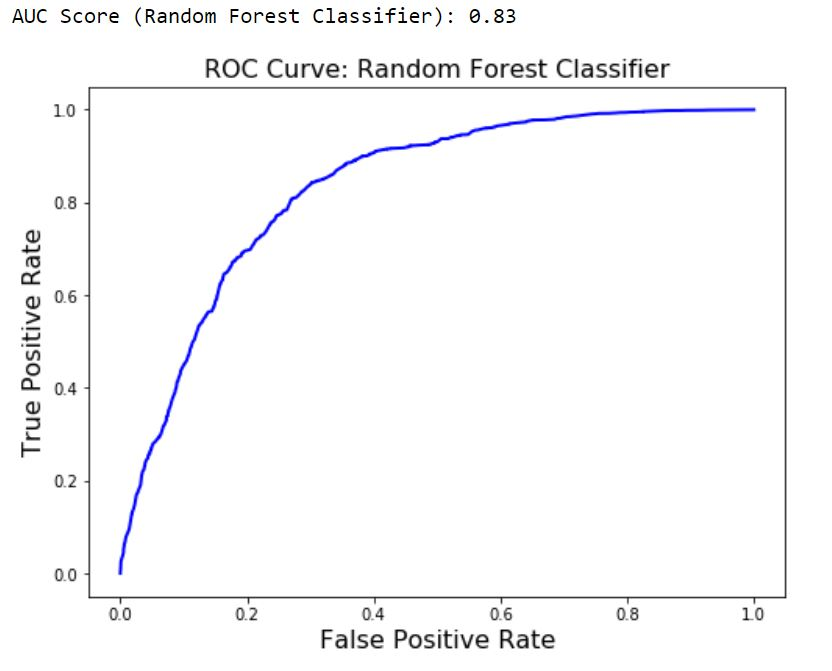 AUC Score (Random Forest Classifier): 0.83
ROC Curve: Random Forest Classifier
1.0
0.8
0.6
0.4
0.2
0.0
True Positive Rate
0.0 0.2 0.4 0.6 0.8 1.0
False Positive Rate